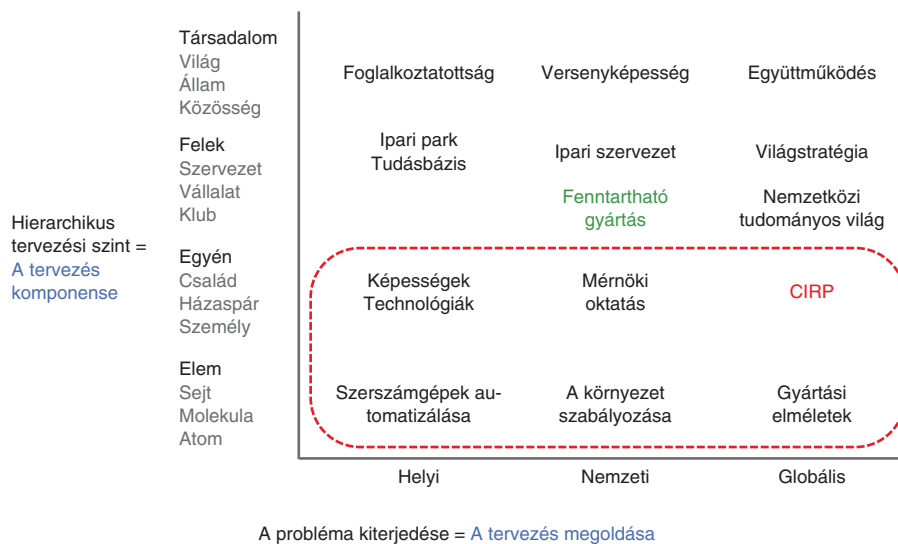 Társadalom
Világ
Állam
Közösség
Foglalkoztatottság
Versenyképesség
Együttműködés
Felek
Szervezet
Vállalat
Klub
Ipari park
Tudásbázis
Ipari szervezet
Világstratégia
Fenntartható
gyártás
Nemzetközi
tudományos világ
Hierarchikus
tervezési szint =
A tervezés
komponense
Egyén
Család
Házaspár
Személy
Képességek
Technológiák
Mérnöki
oktatás
CIRP
Elem
Sejt
Molekula
Atom
Szerszámgépek au-
tomatizálása
A környezet
szabályozása
Gyártási
elméletek
Helyi
Nemzeti
Globális
A probléma kiterjedése = A tervezés megoldása